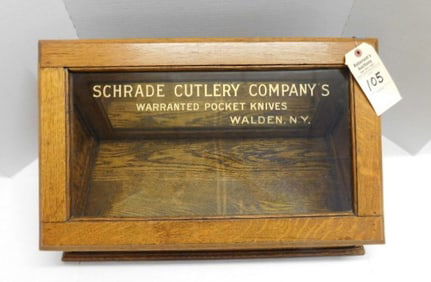 SCHRADE CUTLERY COMPANY'S
WARRANTED POCKET KNIVES
WALDEN, N.Y.
105